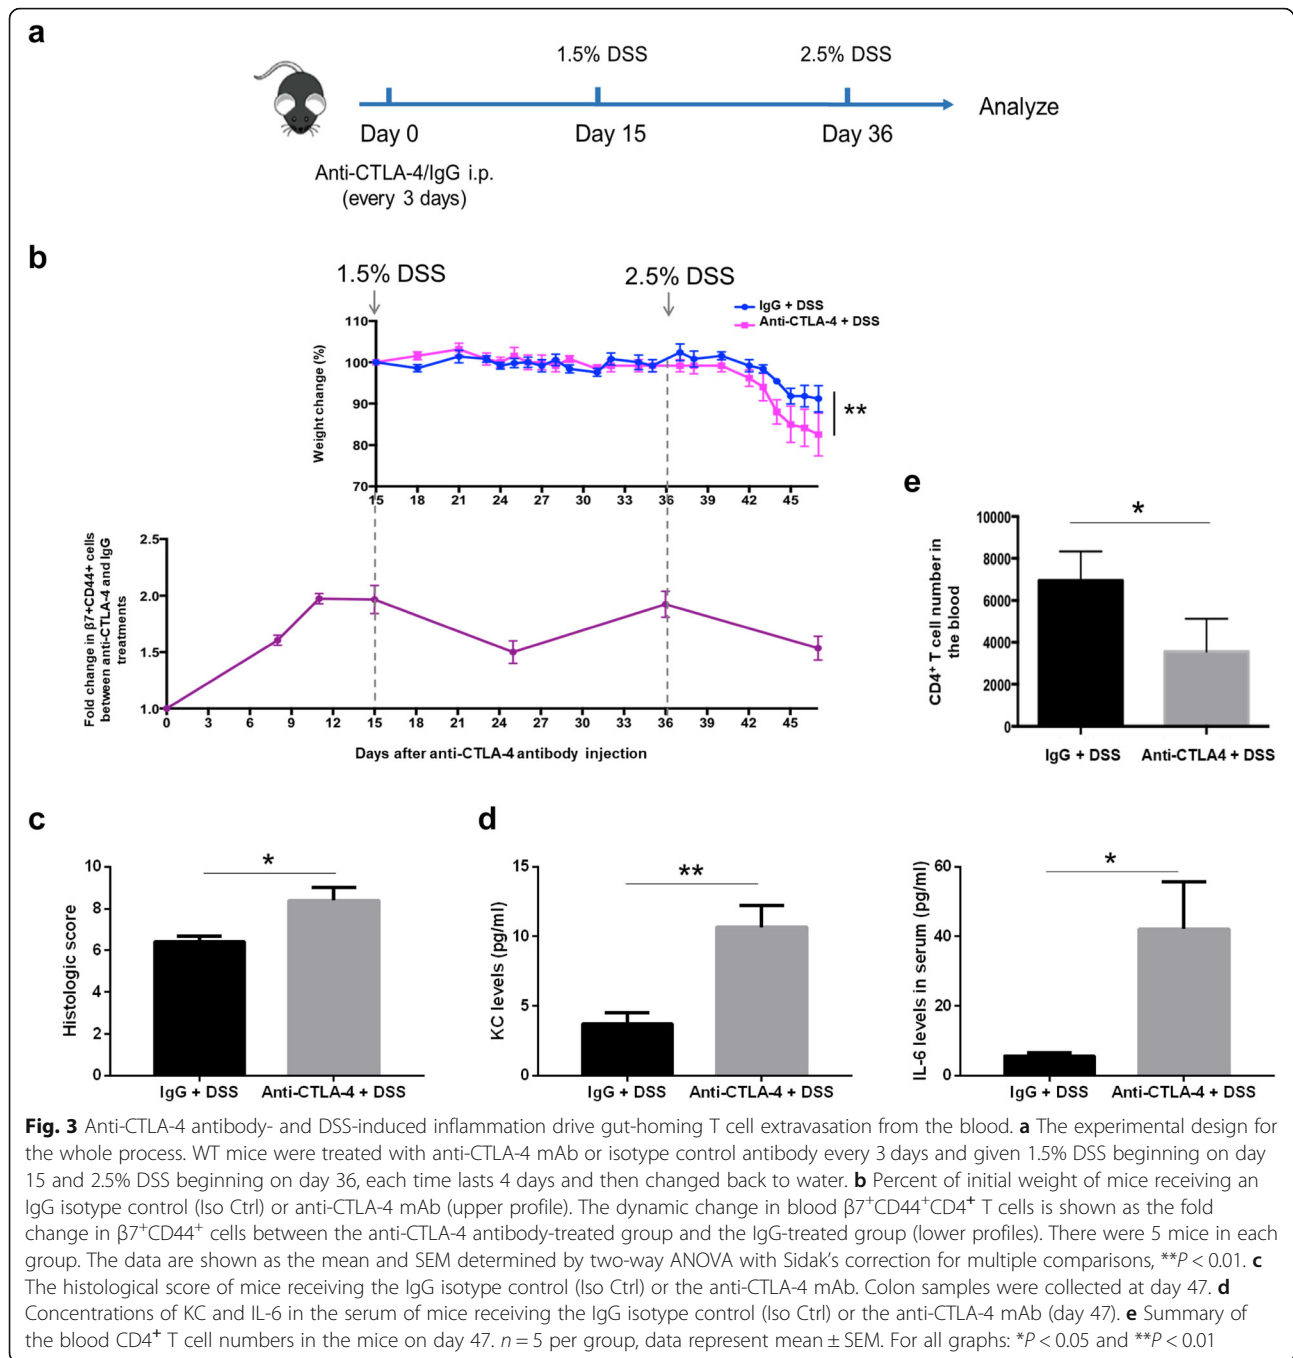 a
1.5% DSS
2.5% DSS
Analyze
Day 0
Day 15
Day 36
Anti-CTLA-4/IgG i.p.
(every 3 days)
b
1.5% DSS
2.5% DSS
IgG + DSS
Anti-CTLA-4 + DSS
Weight change (%)
110
100
90
80
70
15 18 21 24 27 30 33 36 39 42 45
**
Fold change in β7+CD44+ cells
between anti-CTLA-4 and IgG
treatments
2.5
2.0
1.5
1.0
0 3 6 9 12 15 18 21 24 27 30 33 36 39 42 45
Days after anti-CTLA-4 antibody injection
e
CD4⁺ T cell number in
the blood
10000
8000
6000
4000
2000
0
*
IgG + DSS Anti-CTLA4 + DSS
c
Histologic score
10
8
6
4
2
0
*
IgG + DSS Anti-CTLA-4 + DSS
d
KC levels (pg/ml)
15
10
5
0
**
IgG + DSS Anti-CTLA-4 + DSS
IL-6 levels in serum (pg/ml)
60
40
20
0
*
IgG + DSS Anti-CTLA-4 + DSS
Fig. 3 Anti-CTLA-4 antibody- and DSS-induced inflammation drive gut-homing T cell extravasation from the blood. a The experimental design for
the whole process. WT mice were treated with anti-CTLA-4 mAb or isotype control antibody every 3 days and given 1.5% DSS beginning on day
15 and 2.5% DSS beginning on day 36, each time lasts 4 days and then changed back to water. b Percent of initial weight of mice receiving an
IgG isotype control (Iso Ctrl) or anti-CTLA-4 mAb (upper profile). The dynamic change in blood β7⁺CD44⁺CD4⁺ T cells is shown as the fold
change in β7⁺CD44⁺ cells between the anti-CTLA-4 antibody-treated group and the IgG-treated group (lower profiles). There were 5 mice in each
group. The data are shown as the mean and SEM determined by two-way ANOVA with Sidak's correction for multiple comparisons, **P < 0.01. c
The histological score of mice receiving the IgG isotype control (Iso Ctrl) or the anti-CTLA-4 mAb. Colon samples were collected at day 47. d
Concentrations of KC and IL-6 in the serum of mice receiving the IgG isotype control (Iso Ctrl) or the anti-CTLA-4 mAb (day 47). e Summary of
the blood CD4⁺ T cell numbers in the mice on day 47. n = 5 per group, data represent mean ± SEM. For all graphs: *P < 0.05 and **P < 0.01